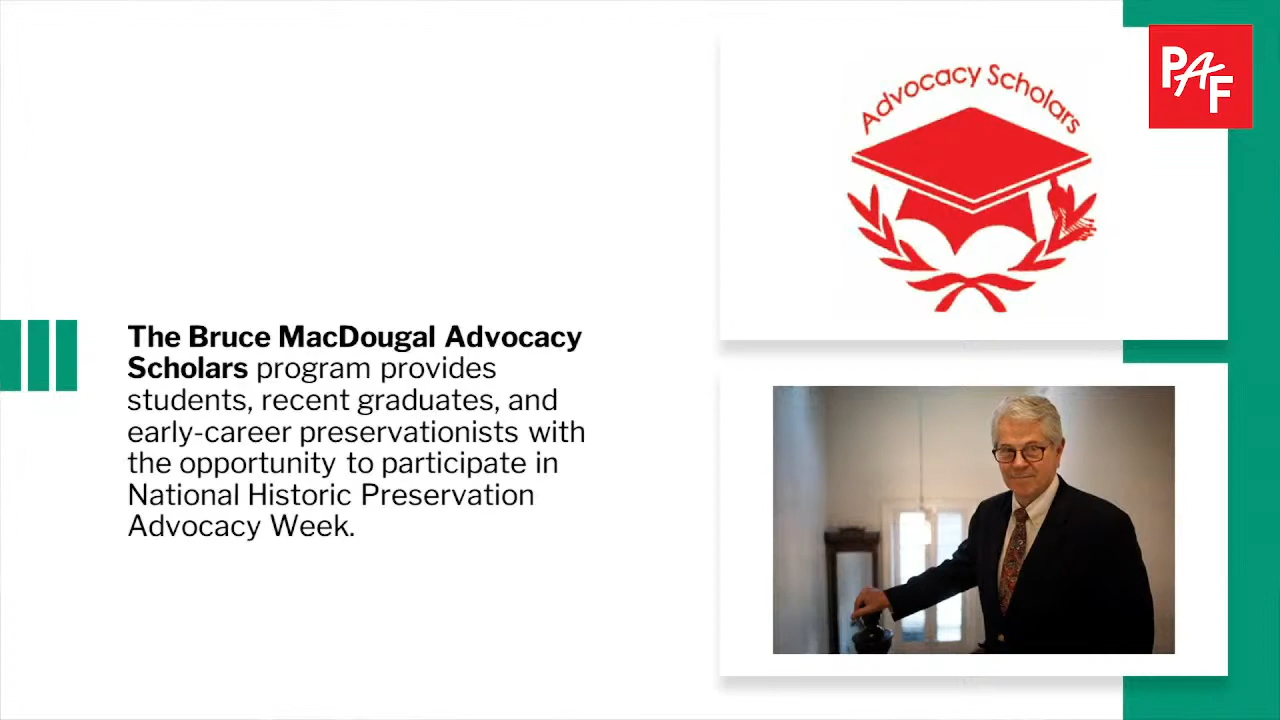 Advocacy Scholars
PAF
The Bruce MacDougal Advocacy
Scholars program provides
students, recent graduates, and
early-career preservationists with
the opportunity to participate in
National Historic Preservation
Advocacy Week.